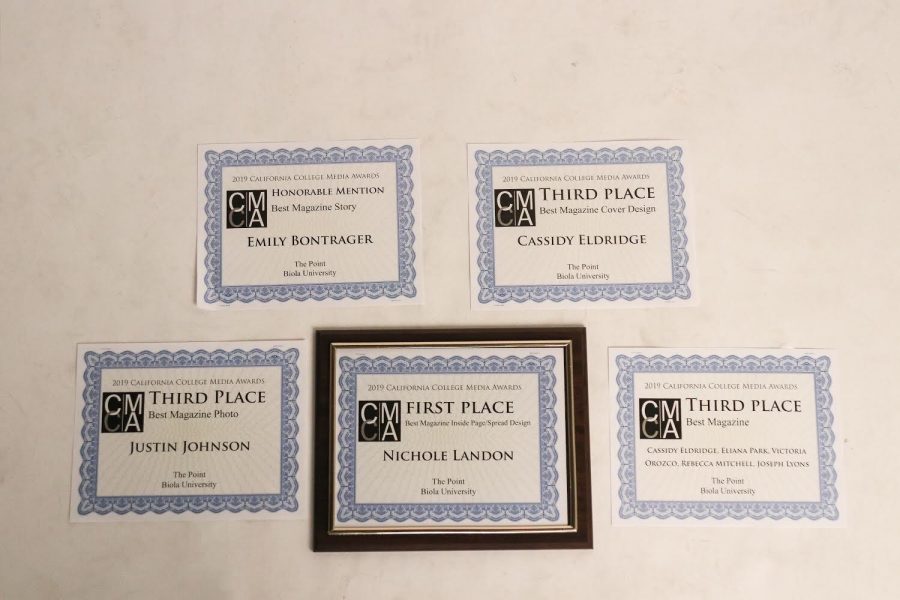 2019 California College Media Awards
CMCA
Honorable Mention
Best Magazine Story
Emily Bontrager
The Point
Biola University
2019 California College Media Awards
CMCA
Third Place
Best Magazine Cover Design
Cassidy Eldridge
The Point
Biola University
2019 California College Media Awards
CMCA
Third Place
Best Magazine Photo
Justin Johnson
The Point
Biola University
2019 California College Media Awards
CMCA
First Place
Best Magazine Inside Page/Spread Design
Nichole Landon
The Point
Biola University
2019 California College Media Awards
CMCA
Third Place
Best Magazine
Cassidy Eldridge, Eliana Park, Victoria
Orozco, Rebecca Mitchell, Joseph Lyons
The Point
Biola University